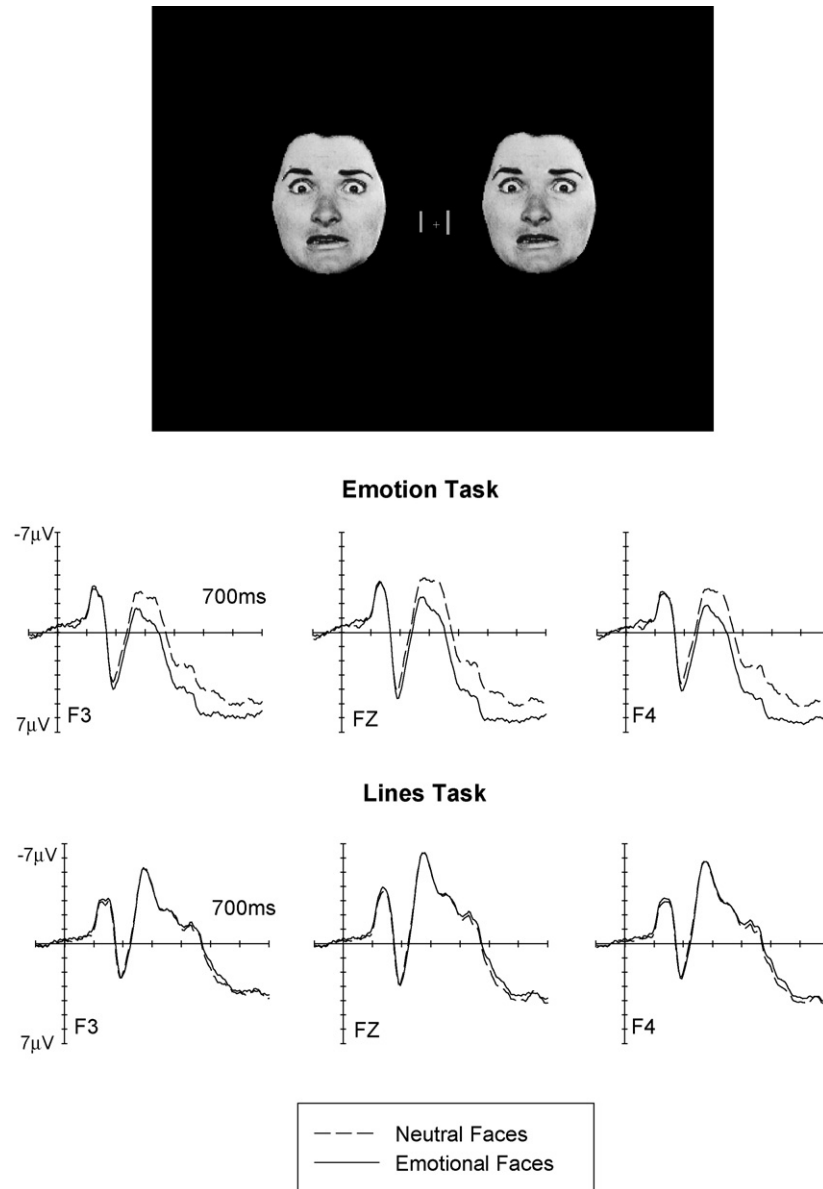 Emotion Task
-7µV
700ms
F3
FZ
F4
7µV
Lines Task
-7µV
700ms
F3
FZ
F4
7µV
Neutral Faces
Emotional Faces